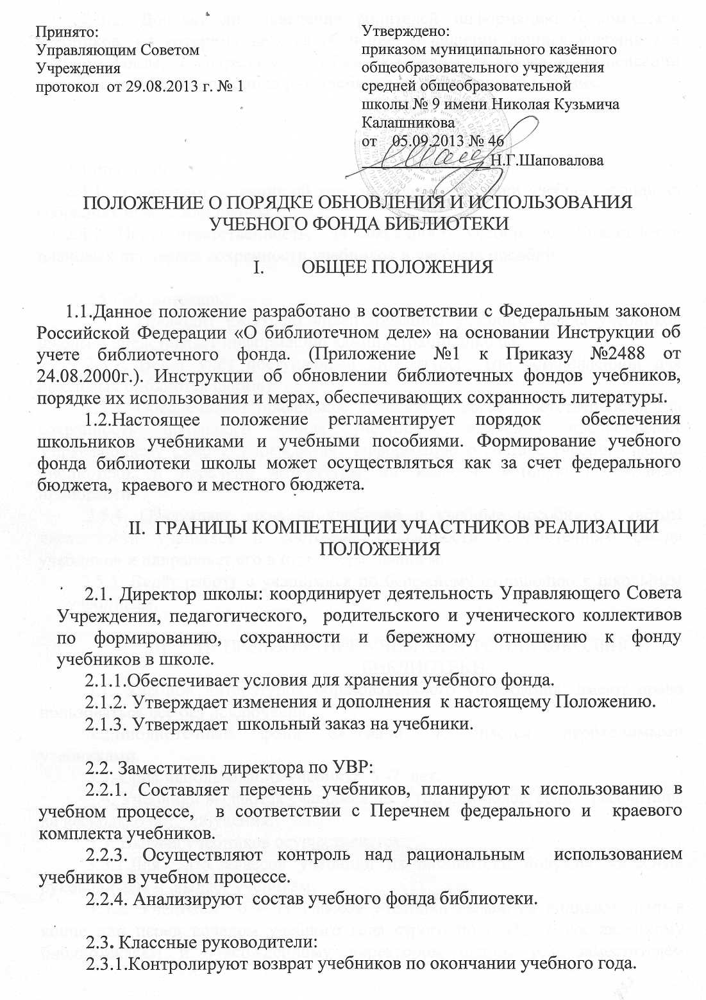 Принято:
Управляющим Советом
Учреждения
протокол от 29.08.2013 г. № 1
Утверждено:
приказом муниципального казённого
общеобразовательного учреждения
средней общеобразовательной
школы № 9 имени Николая Кузьмича
Калашникова
от 05.09.2013 № 46
Н.Г.Шаповалова
ПОЛОЖЕНИЕ О ПОРЯДКЕ ОБНОВЛЕНИЯ И ИСПОЛЬЗОВАНИЯ
УЧЕБНОГО ФОНДА БИБЛИОТЕКИ
I. ОБЩЕЕ ПОЛОЖЕНИЯ
1.1.Данное положение разработано в соответствии с Федеральным законом
Российской Федерации «О библиотечном деле» на основании Инструкции об
учете библиотечного фонда. (Приложение №1 к Приказу №2488 от
24.08.2000г.). Инструкции об обновлении библиотечных фондов учебников,
порядке их использования и мерах, обеспечивающих сохранность литературы.
1.2.Настоящее положение регламентирует порядок обеспечения
школьников учебниками и учебными пособиями. Формирование учебного
фонда библиотеки школы может осуществляться как за счет федерального
бюджета, краевого и местного бюджета.
II. ГРАНИЦЫ КОМПЕТЕНЦИИ УЧАСТНИКОВ РЕАЛИЗАЦИИ
ПОЛОЖЕНИЯ
2.1. Директор школы: координирует деятельность Управляющего Совета
Учреждения, педагогического, родительского и ученического коллективов
по формированию, сохранности и бережному отношению к фонду
учебников в школе.
2.1.1.Обеспечивает условия для хранения учебного фонда.
2.1.2. Утверждает изменения и дополнения к настоящему Положению.
2.1.3. Утверждает школьный заказ на учебники.
2.2. Заместитель директора по УВР:
2.2.1. Составляет перечень учебников, планируют к использованию в
учебном процессе, в соответствии с Перечнем федерального и краевого
комплекта учебников.
2.2.3. Осуществляют контроль над рациональным использованием
учебников в учебном процессе.
2.2.4. Анализируют состав учебного фонда библиотеки.
2.3. Классные руководители:
2.3.1.Контролируют возврат учебников по окончании учебного года.